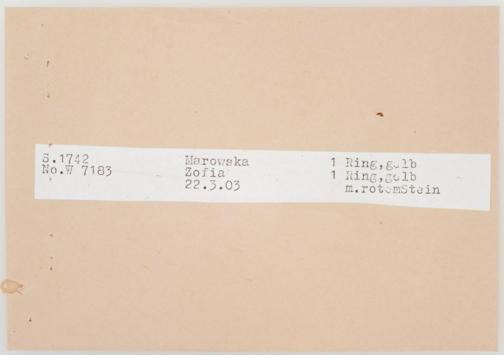 S.1742 Marowska 1 Ring,gelb
No.W 7183 Zofia 1 Ring,gelb
22.3.03 m.rotemStein